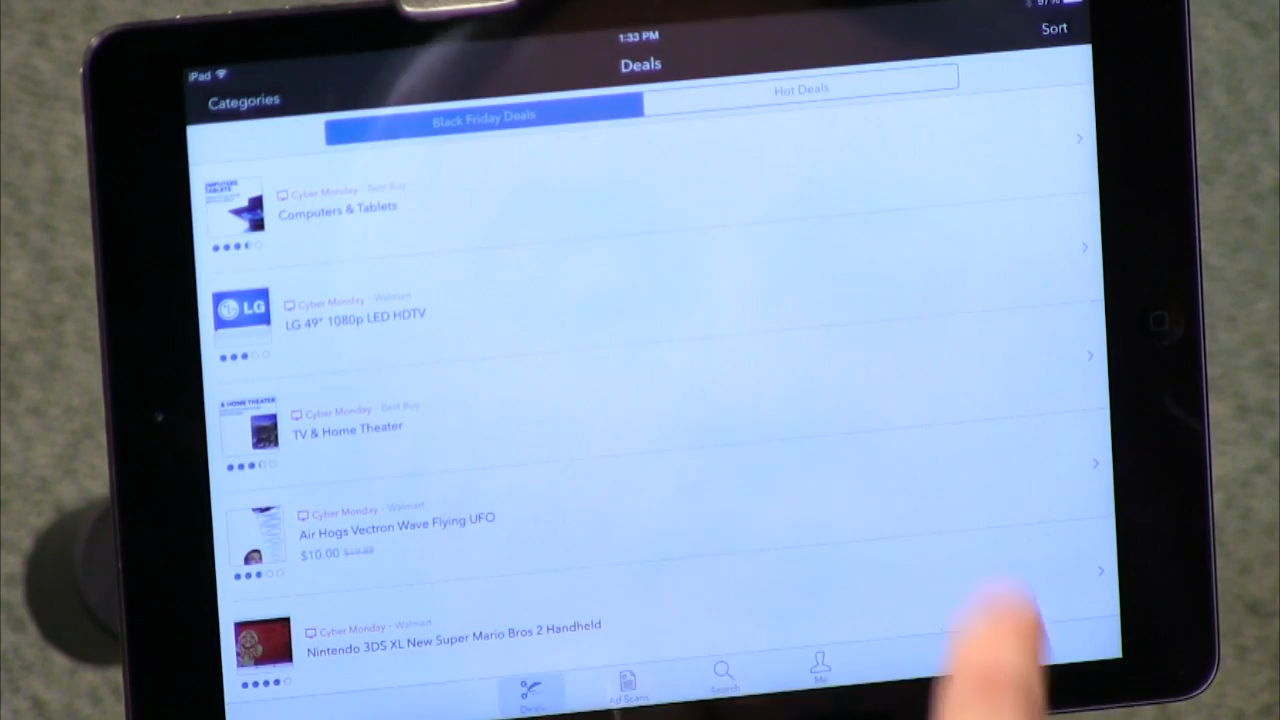 iPad
1:33 PM
97%
Categories
Deals
Sort
Black Friday Deals
Hot Deals
COMPUTERS
TABLETS
Cyber Monday - Best Buy
Computers & Tablets
LG
Cyber Monday - Walmart
LG 49" 1080p LED HDTV
& HOME THEATER
Cyber Monday - Best Buy
TV & Home Theater
Cyber Monday - Walmart
Air Hogs Vectron Wave Flying UFO
$10.00
Cyber Monday - Walmart
Nintendo 3DS XL New Super Mario Bros 2 Handheld
Deals
Ad Scans
Search
Me